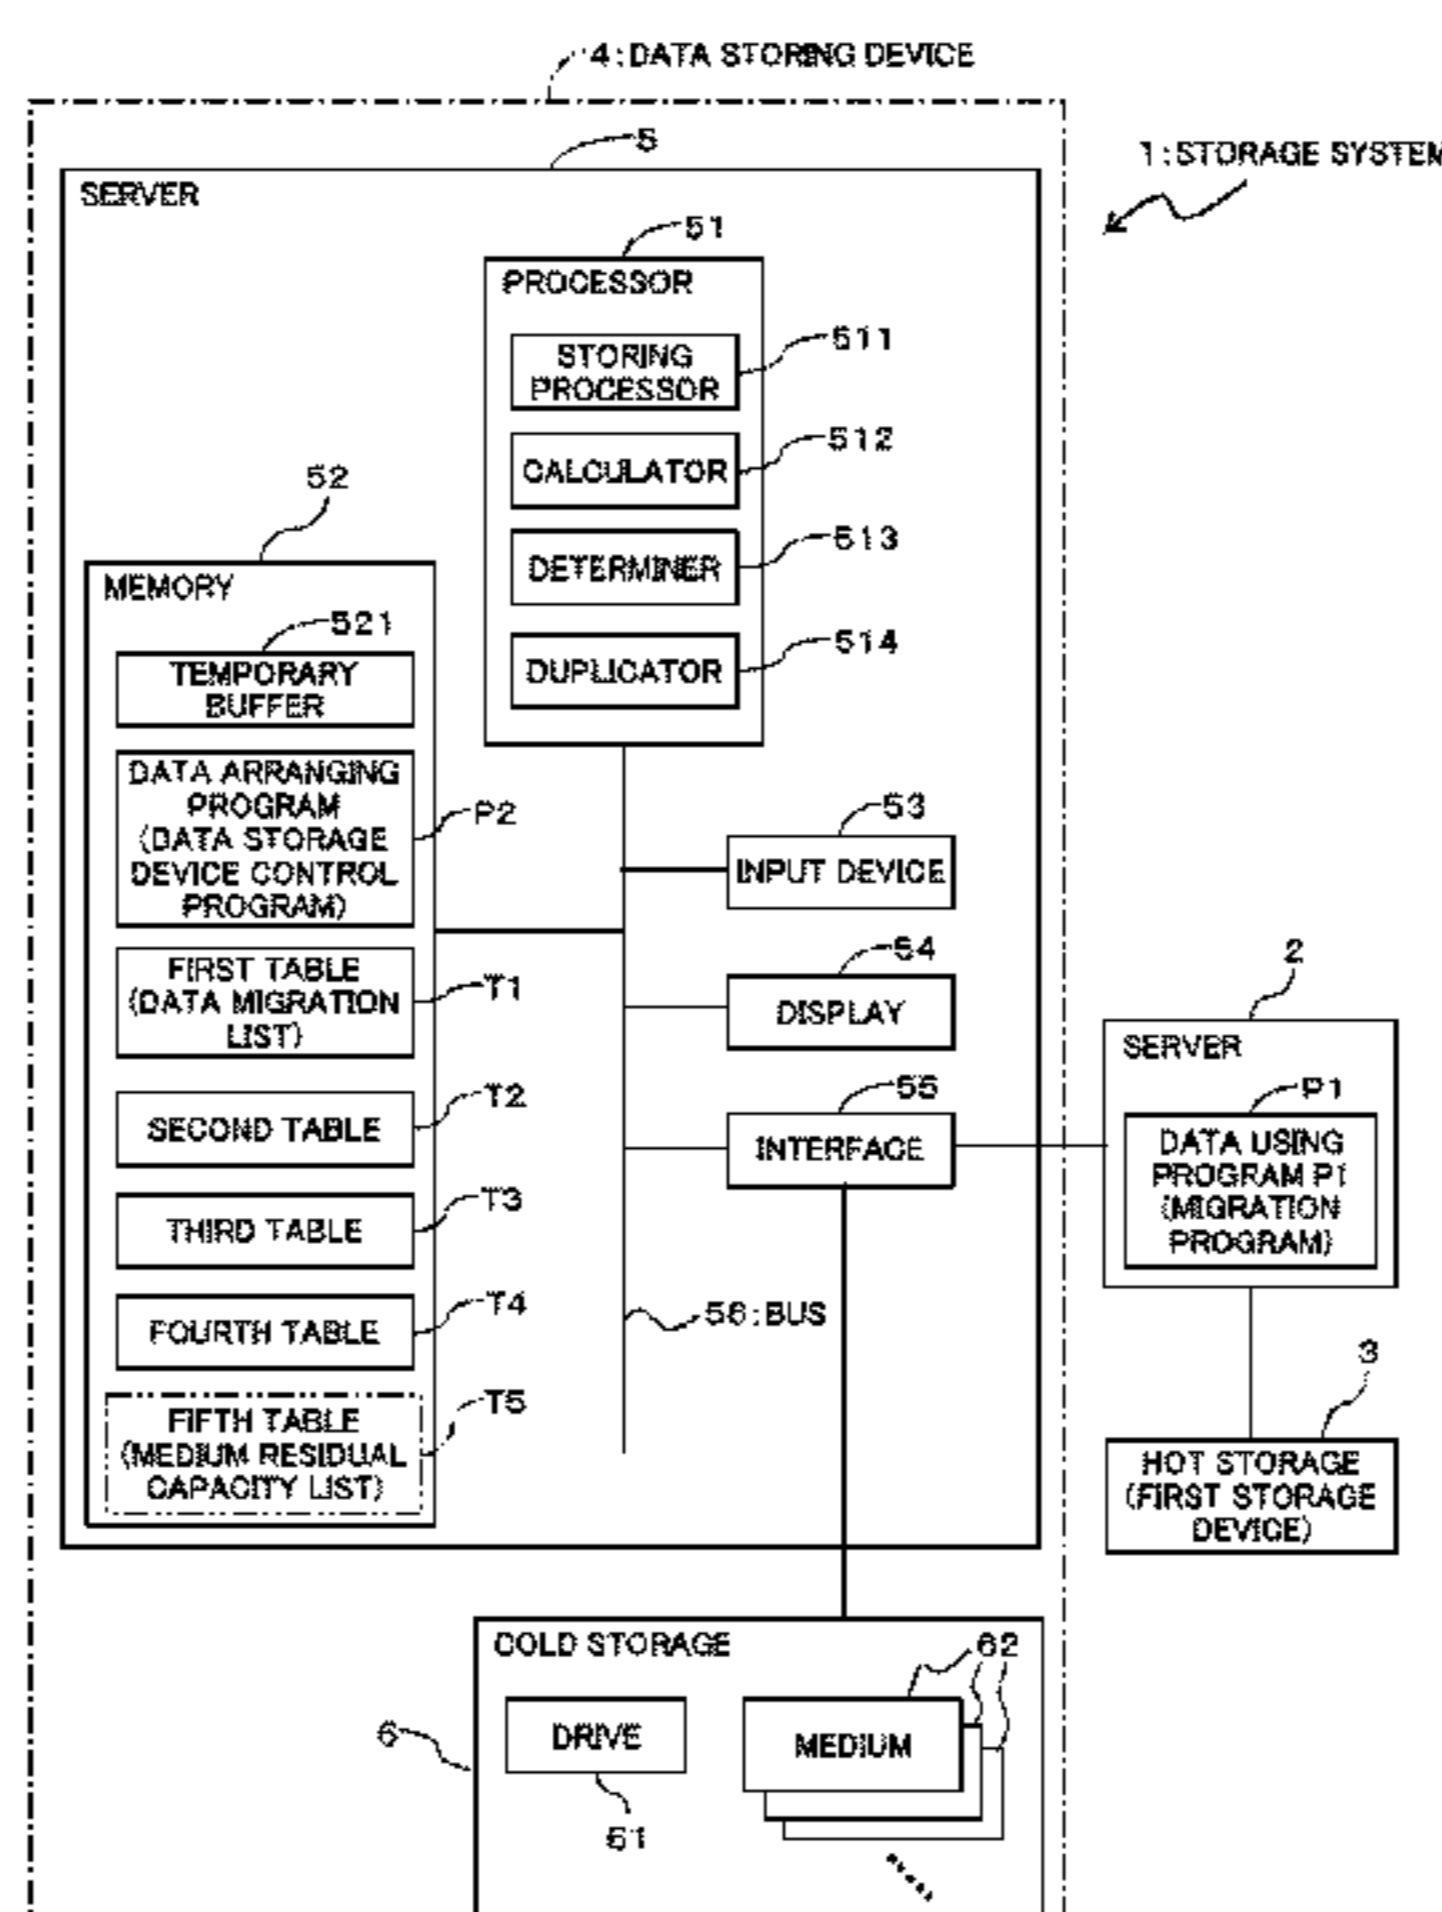 4:DATA STORING DEVICE
1:STORAGE SYSTEM
5
SERVER
51
PROCESSOR
511
STORING
PROCESSOR
512
CALCULATOR
513
DETERMINER
514
DUPLICATOR
52
MEMORY
521
TEMPORARY
BUFFER
DATA ARRANGING
PROGRAM
(DATA STORAGE
DEVICE CONTROL
PROGRAM)
P2
FIRST TABLE
(DATA MIGRATION
LIST)
T1
SECOND TABLE
T2
THIRD TABLE
T3
FOURTH TABLE
T4
FIFTH TABLE
(MEDIUM RESIDUAL
CAPACITY LIST)
T5
53
INPUT DEVICE
54
DISPLAY
55
INTERFACE
56:BUS
2
SERVER
P1
DATA USING
PROGRAM P1
(MIGRATION
PROGRAM)
3
HOT STORAGE
(FIRST STORAGE
DEVICE)
COLD STORAGE
62
6
DRIVE
MEDIUM
61